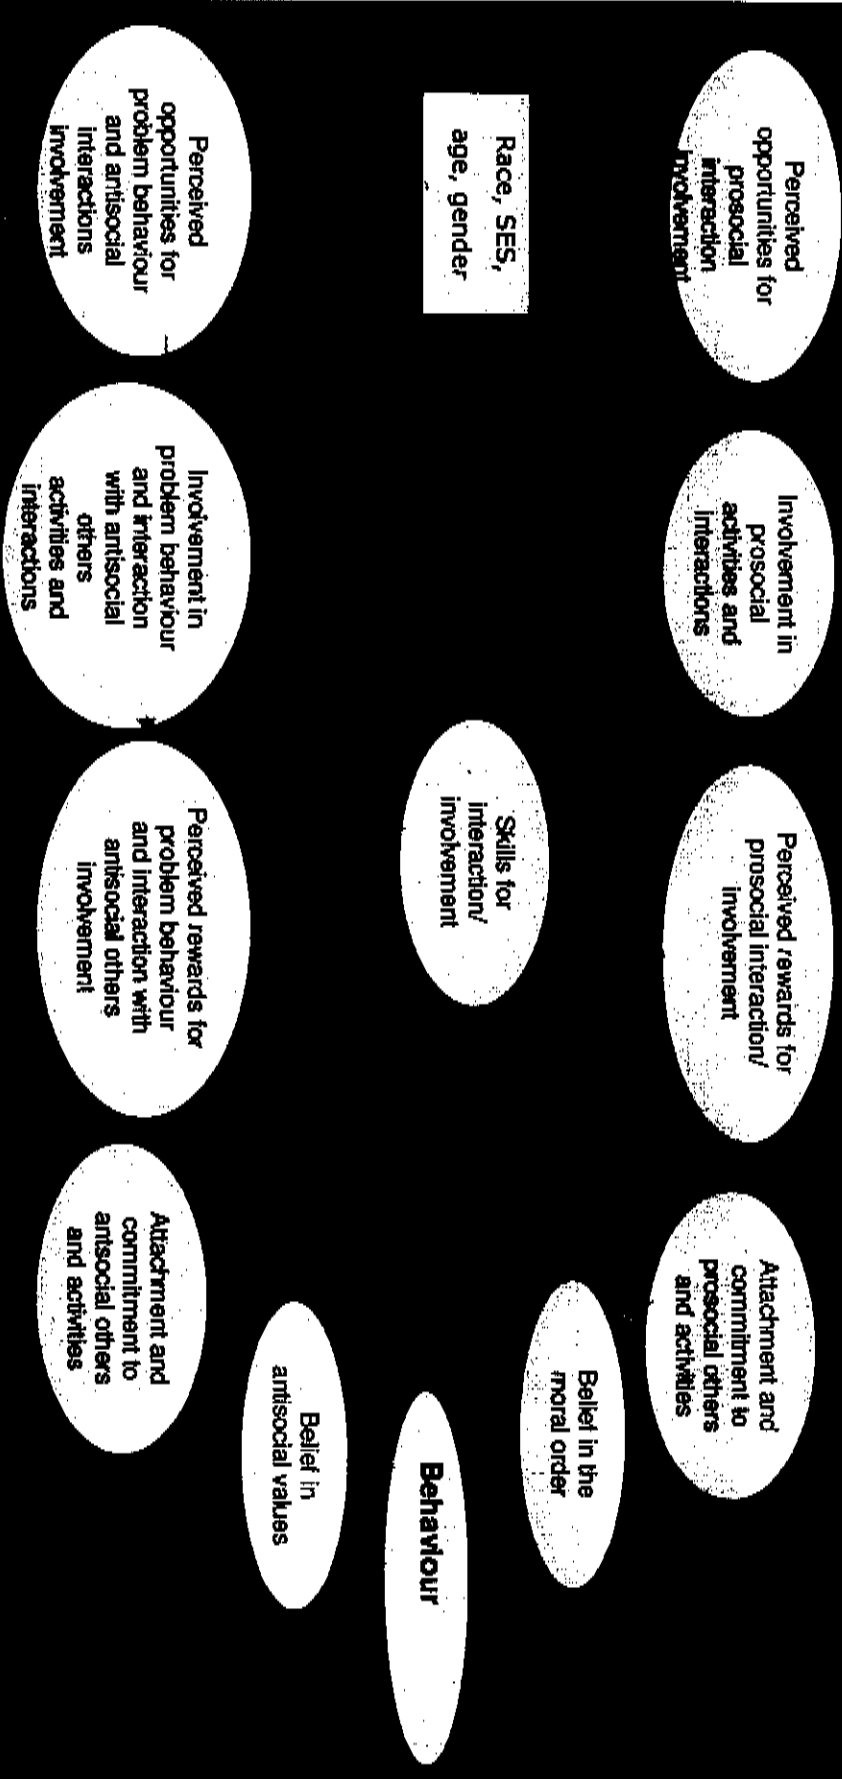 Perceived
opportunities for
prosocial
interaction
involvement
Involvement in
prosocial
activities and
interactions
Perceived rewards for
prosocial interaction/
involvement
Attachment and
commitment to
prosocial others
and activities
Belief in the
moral order
Race, SES,
age, gender
Skills for
interaction/
involvement
Behaviour
Belief in
antisocial values
Perceived
opportunities for
problem behaviour
and antisocial
interactions
involvement
Involvement in
problem behaviour
and interaction
with antisocial
others
activities and
interactions
Perceived rewards for
problem behaviour
and interaction with
antisocial others
involvement
Attachment and
commitment to
antsocial others
and activities